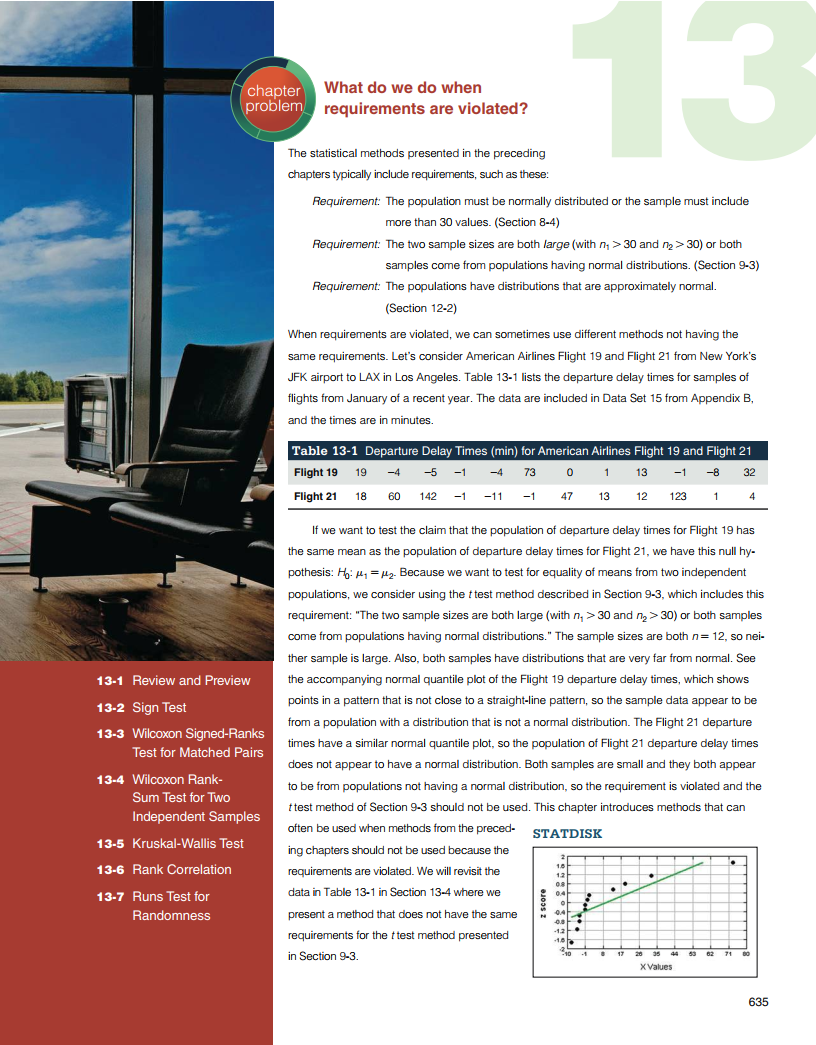 13
chapter
problem
What do we do when
requirements are violated?
The statistical methods presented in the preceding
chapters typically include requirements, such as these:
Requirement: The population must be normally distributed or the sample must include
more than 30 values. (Section 8-4)
Requirement: The two sample sizes are both large (with n₁ > 30 and n₂ > 30) or both
samples come from populations having normal distributions. (Section 9-3)
Requirement: The populations have distributions that are approximately normal.
(Section 12-2)
When requirements are violated, we can sometimes use different methods not having the
same requirements. Let's consider American Airlines Flight 19 and Flight 21 from New York's
JFK airport to LAX in Los Angeles. Table 13-1 lists the departure delay times for samples of
flights from January of a recent year. The data are included in Data Set 15 from Appendix B,
and the times are in minutes.
Table 13-1 Departure Delay Times (min) for American Airlines Flight 19 and Flight 21
Flight 19 19 −4 −5 −1 −4 73 0 1 13 −1 −8 32
Flight 21 18 60 142 −1 −11 −1 47 13 12 123 1 4
If we want to test the claim that the population of departure delay times for Flight 19 has
the same mean as the population of departure delay times for Flight 21, we have this null hy-
pothesis: H₀: μ₁ = μ₂. Because we want to test for equality of means from two independent
populations, we consider using the t test method described in Section 9-3, which includes this
requirement: "The two sample sizes are both large (with n₁ > 30 and n₂ > 30) or both samples
come from populations having normal distributions." The sample sizes are both n = 12, so nei-
ther sample is large. Also, both samples have distributions that are very far from normal. See
the accompanying normal quantile plot of the Flight 19 departure delay times, which shows
points in a pattern that is not close to a straight-line pattern, so the sample data appear to be
from a population with a distribution that is not a normal distribution. The Flight 21 departure
times have a similar normal quantile plot, so the population of Flight 21 departure delay times
does not appear to have a normal distribution. Both samples are small and they both appear
to be from populations not having a normal distribution, so the requirement is violated and the
t test method of Section 9-3 should not be used. This chapter introduces methods that can
often be used when methods from the preced-
ing chapters should not be used because the
requirements are violated. We will revisit the
data in Table 13-1 in Section 13-4 where we
present a method that does not have the same
requirements for the t test method presented
in Section 9-3.
STATDISK
z score
2
1.6
1.2
0.8
0.4
0
-0.4
-0.8
-1.2
-1.6
-2
-10 -1 8 17 26 35 44 53 62 71 80
X Values
13-1 Review and Preview
13-2 Sign Test
13-3 Wilcoxon Signed-Ranks
Test for Matched Pairs
13-4 Wilcoxon Rank-
Sum Test for Two
Independent Samples
13-5 Kruskal-Wallis Test
13-6 Rank Correlation
13-7 Runs Test for
Randomness
635